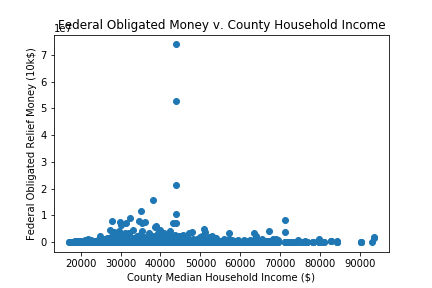 Federal Obligated Money v. County Household Income
1e7
7
6
5
4
3
2
1
0
Federal Obligated Relief Money (10k$)
20000 30000 40000 50000 60000 70000 80000 90000
County Median Household Income ($)